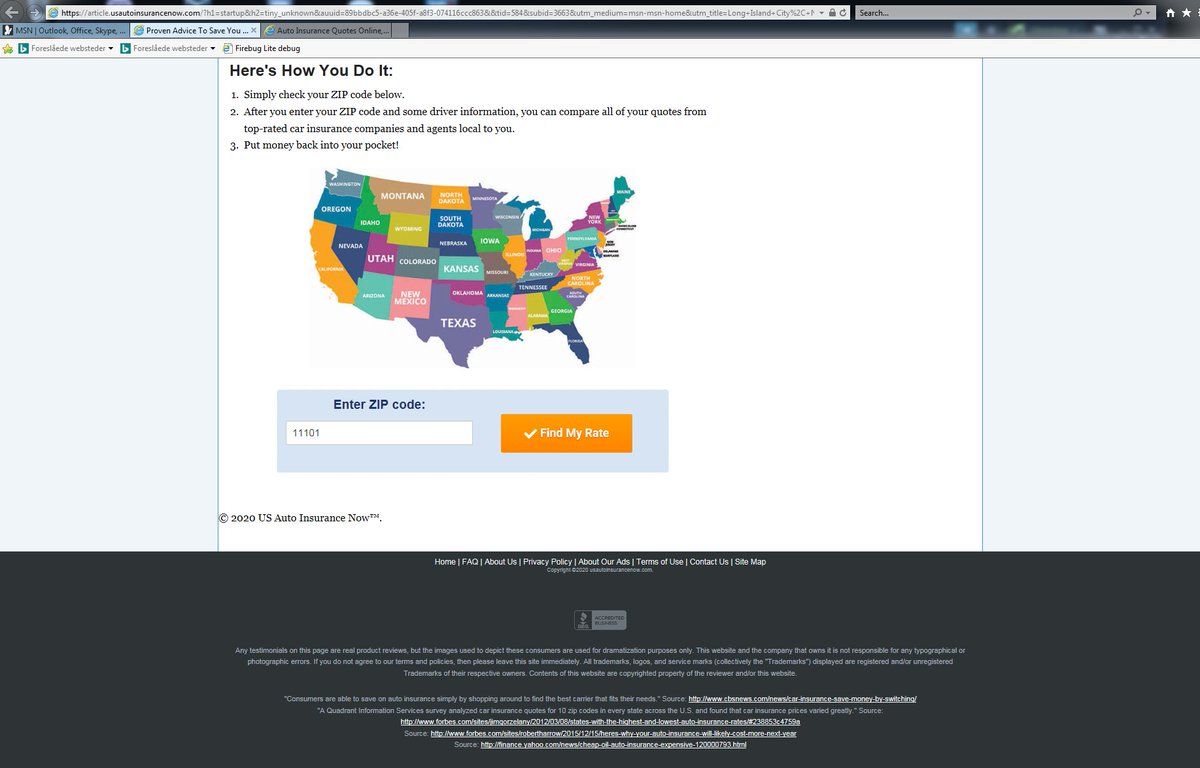 https://article.usautoinsurancenow.com/?h1=startup&h2=tiny_unknown&auuid=89bbdbc5-a36e-405f-a8f3-074116ccc863&i&tid=584&subid=3663&utm_medium=msn-msn-home&utm_title=Long+Island+City%2C+
Search...
MSN | Outlook, Office, Skype, ...
Proven Advice To Save You ...
Auto Insurance Quotes Online,...
Foreslåede websteder
Foreslåede websteder
Firebug Lite debug
Here's How You Do It:
1. Simply check your ZIP code below.
2. After you enter your ZIP code and some driver information, you can compare all of your quotes from
top-rated car insurance companies and agents local to you.
3. Put money back into your pocket!
WASHINGTON
MONTANA
NORTH DAKOTA
MINNESOTA
MAINE
OREGON
IDAHO
WYOMING
SOUTH DAKOTA
WISCONSIN
MICHIGAN
NEW YORK
NEVADA
UTAH
COLORADO
NEBRASKA
IOWA
ILLINOIS
INDIANA
OHIO
PENNSYLVANIA
CALIFORNIA
KANSAS
MISSOURI
KENTUCKY
VIRGINIA
ARIZONA
NEW MEXICO
OKLAHOMA
ARKANSAS
TENNESSEE
NORTH CAROLINA
SOUTH CAROLINA
TEXAS
LOUISIANA
ALABAMA
GEORGIA
FLORIDA
Enter ZIP code:
11101
Find My Rate
© 2020 US Auto Insurance Now™.
Home | FAQ | About Us | Privacy Policy | About Our Ads | Terms of Use | Contact Us | Site Map
Copyright ©2020 usautoinsurancenow.com.
BBB
ACCREDITED BUSINESS
Any testimonials on this page are real product reviews, but the images used to depict these consumers are used for dramatization purposes only. This website and the company that owns it is not responsible for any typographical or
photographic errors. If you do not agree to our terms and policies, then please leave this site immediately. All trademarks, logos, and service marks (collectively the "Trademarks") displayed are registered and/or unregistered
Trademarks of their respective owners. Contents of this website are copyrighted property of the reviewer and/or this website.
"Consumers are able to save on auto insurance simply by shopping around to find the best carrier that fits their needs." Source: http://www.cbsnews.com/news/car-insurance-save-money-by-switching/
"A Quadrant Information Services survey analyzed car insurance quotes for 10 zip codes in every state across the U.S. and found that car insurance prices varied greatly." Source:
http://www.forbes.com/sites/jimgorzelany/2012/03/08/states-with-the-highest-and-lowest-auto-insurance-rates/#238853c4759a
Source: http://www.forbes.com/sites/robertharrow/2015/12/15/heres-why-your-auto-insurance-will-likely-cost-more-next-year
Source: http://finance.yahoo.com/news/cheap-oil-auto-insurance-expensive-120000793.html